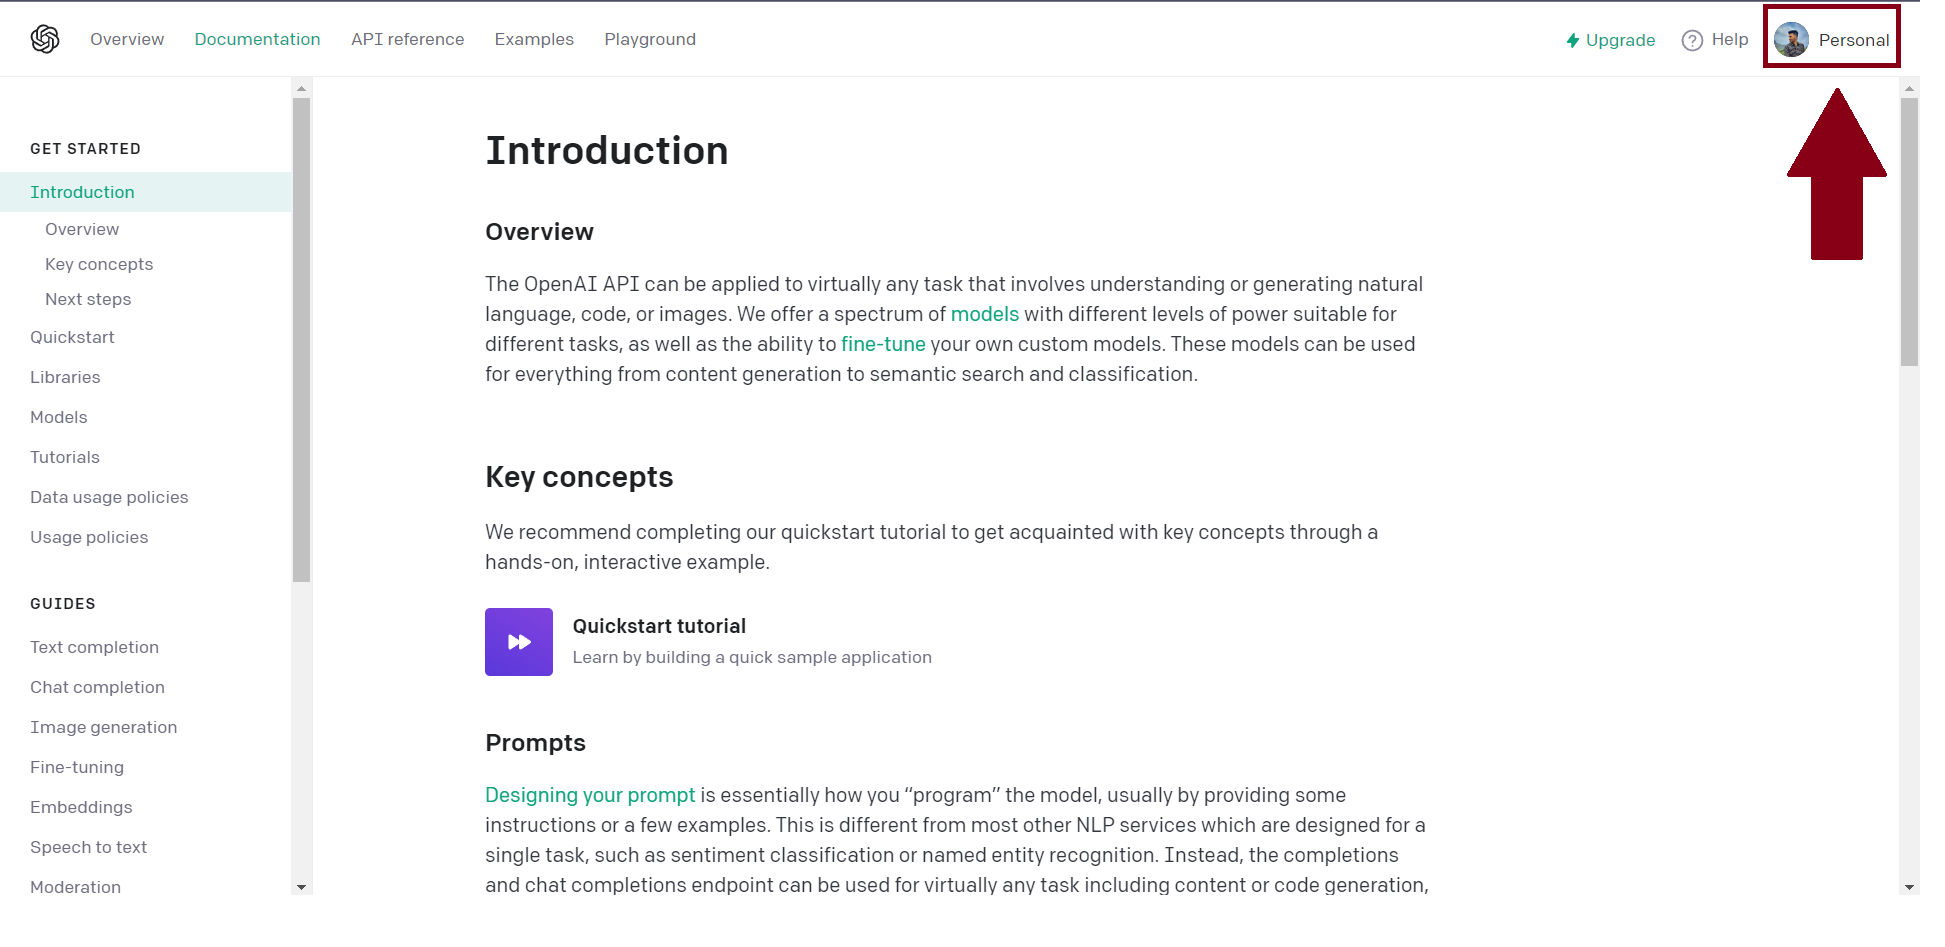 Overview Documentation API reference Examples Playground Upgrade Help Personal
GET STARTED
Introduction
Overview
Key concepts
Next steps
Quickstart
Libraries
Models
Tutorials
Data usage policies
Usage policies
GUIDES
Text completion
Chat completion
Image generation
Fine-tuning
Embeddings
Speech to text
Moderation
Introduction
Overview
The OpenAI API can be applied to virtually any task that involves understanding or generating natural
language, code, or images. We offer a spectrum of models with different levels of power suitable for
different tasks, as well as the ability to fine-tune your own custom models. These models can be used
for everything from content generation to semantic search and classification.
Key concepts
We recommend completing our quickstart tutorial to get acquainted with key concepts through a
hands-on, interactive example.
Quickstart tutorial
Learn by building a quick sample application
Prompts
Designing your prompt is essentially how you “program” the model, usually by providing some
instructions or a few examples. This is different from most other NLP services which are designed for a
single task, such as sentiment classification or named entity recognition. Instead, the completions
and chat completions endpoint can be used for virtually any task including content or code generation,